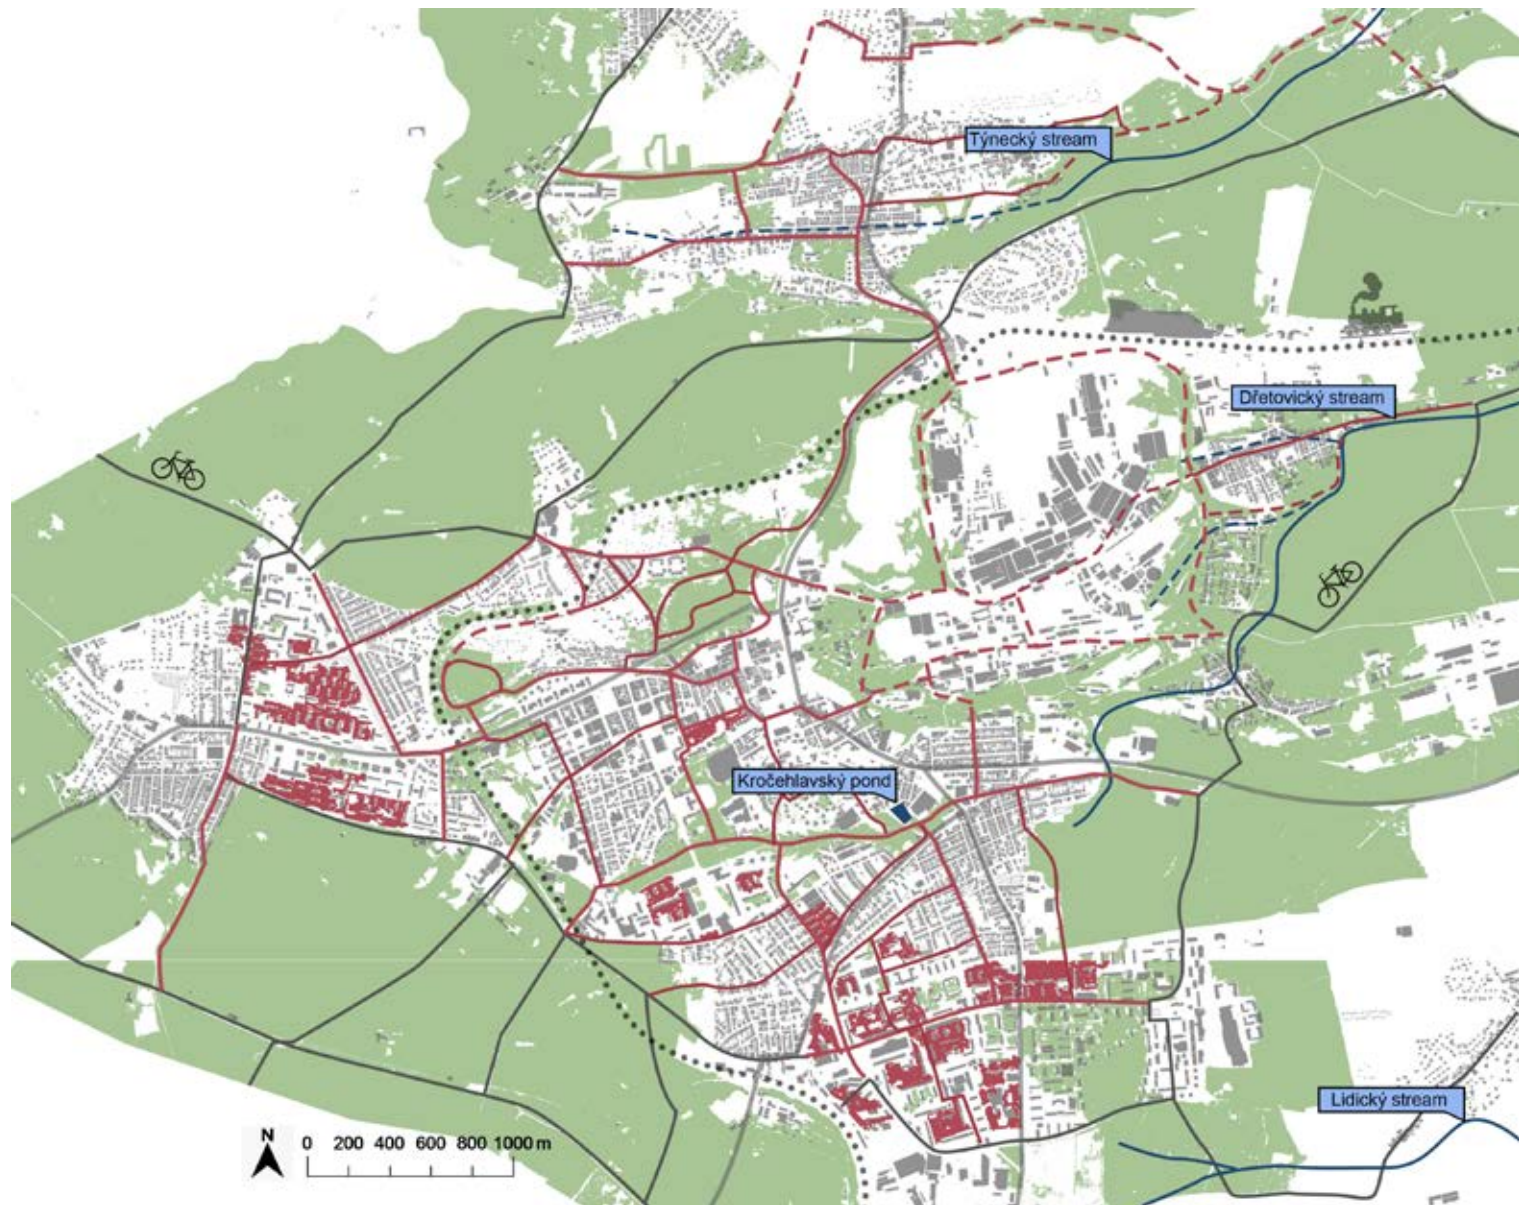 Týnecký stream
Dřetovický stream
Kročehlavský pond
Lidický stream
N
0 200 400 600 800 1000 m